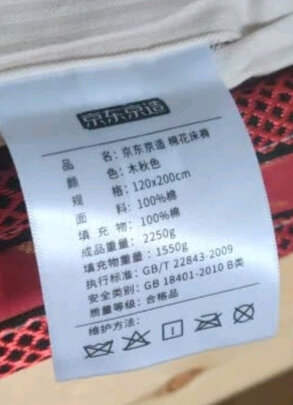 京东京造
品 名: 京东京造 棉花床褥
颜 色: 木秋色
规 格: 120x200cm
面 料: 100%棉
填 充 物: 100%棉
成品重量: 2250g
填充物重量: 1550g
执行标准: GB/T 22843-2009
安全类别: GB 18401-2010 B类
质量等级: 合格品
维护方法: